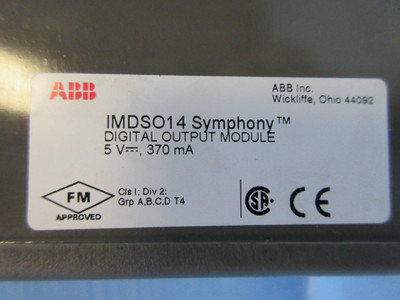 ABB
ABB Inc.
Wickliffe, Ohio 44092
IMDSO14 Symphony™
DIGITAL OUTPUT MODULE
5 V⎓, 370 mA
FM
APPROVED
Cls I; Div 2:
Grp A,B,C,D T4
SA
CE